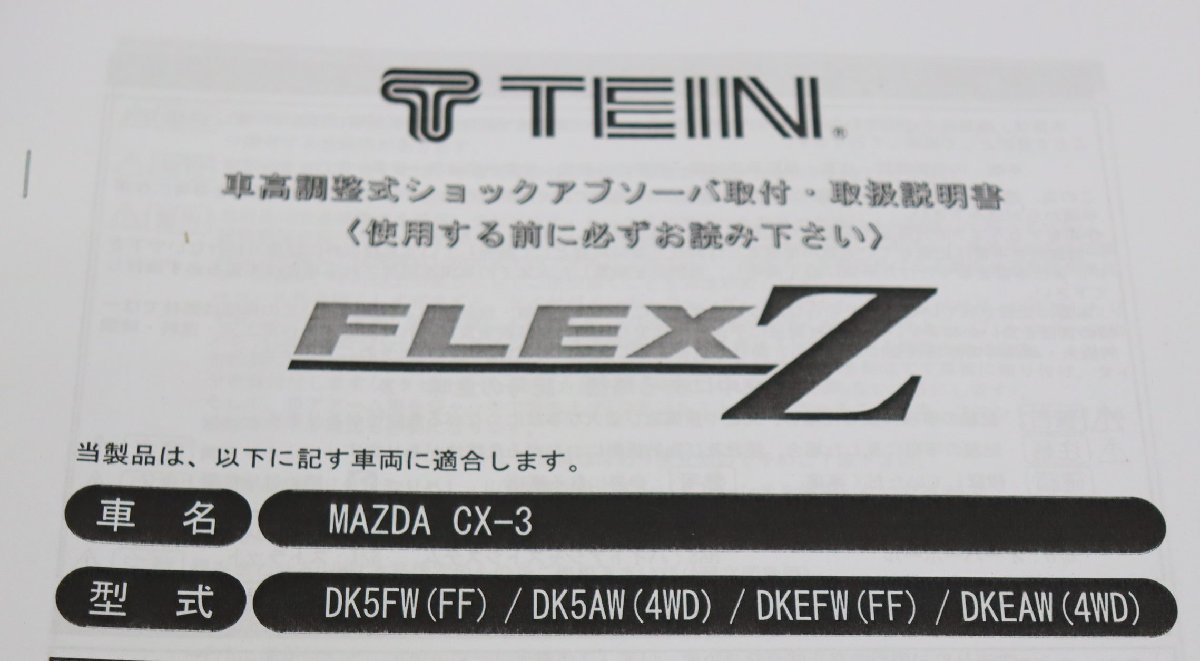 TEIN®
車高調整式ショックアブソーバ取付・取扱説明書
〈使用する前に必ずお読み下さい〉
FLEX Z
当製品は、以下に記す車両に適合します。
車 名 MAZDA CX-3
型 式 DK5FW(FF) / DK5AW(4WD) / DKEFW(FF) / DKEAW(4WD)